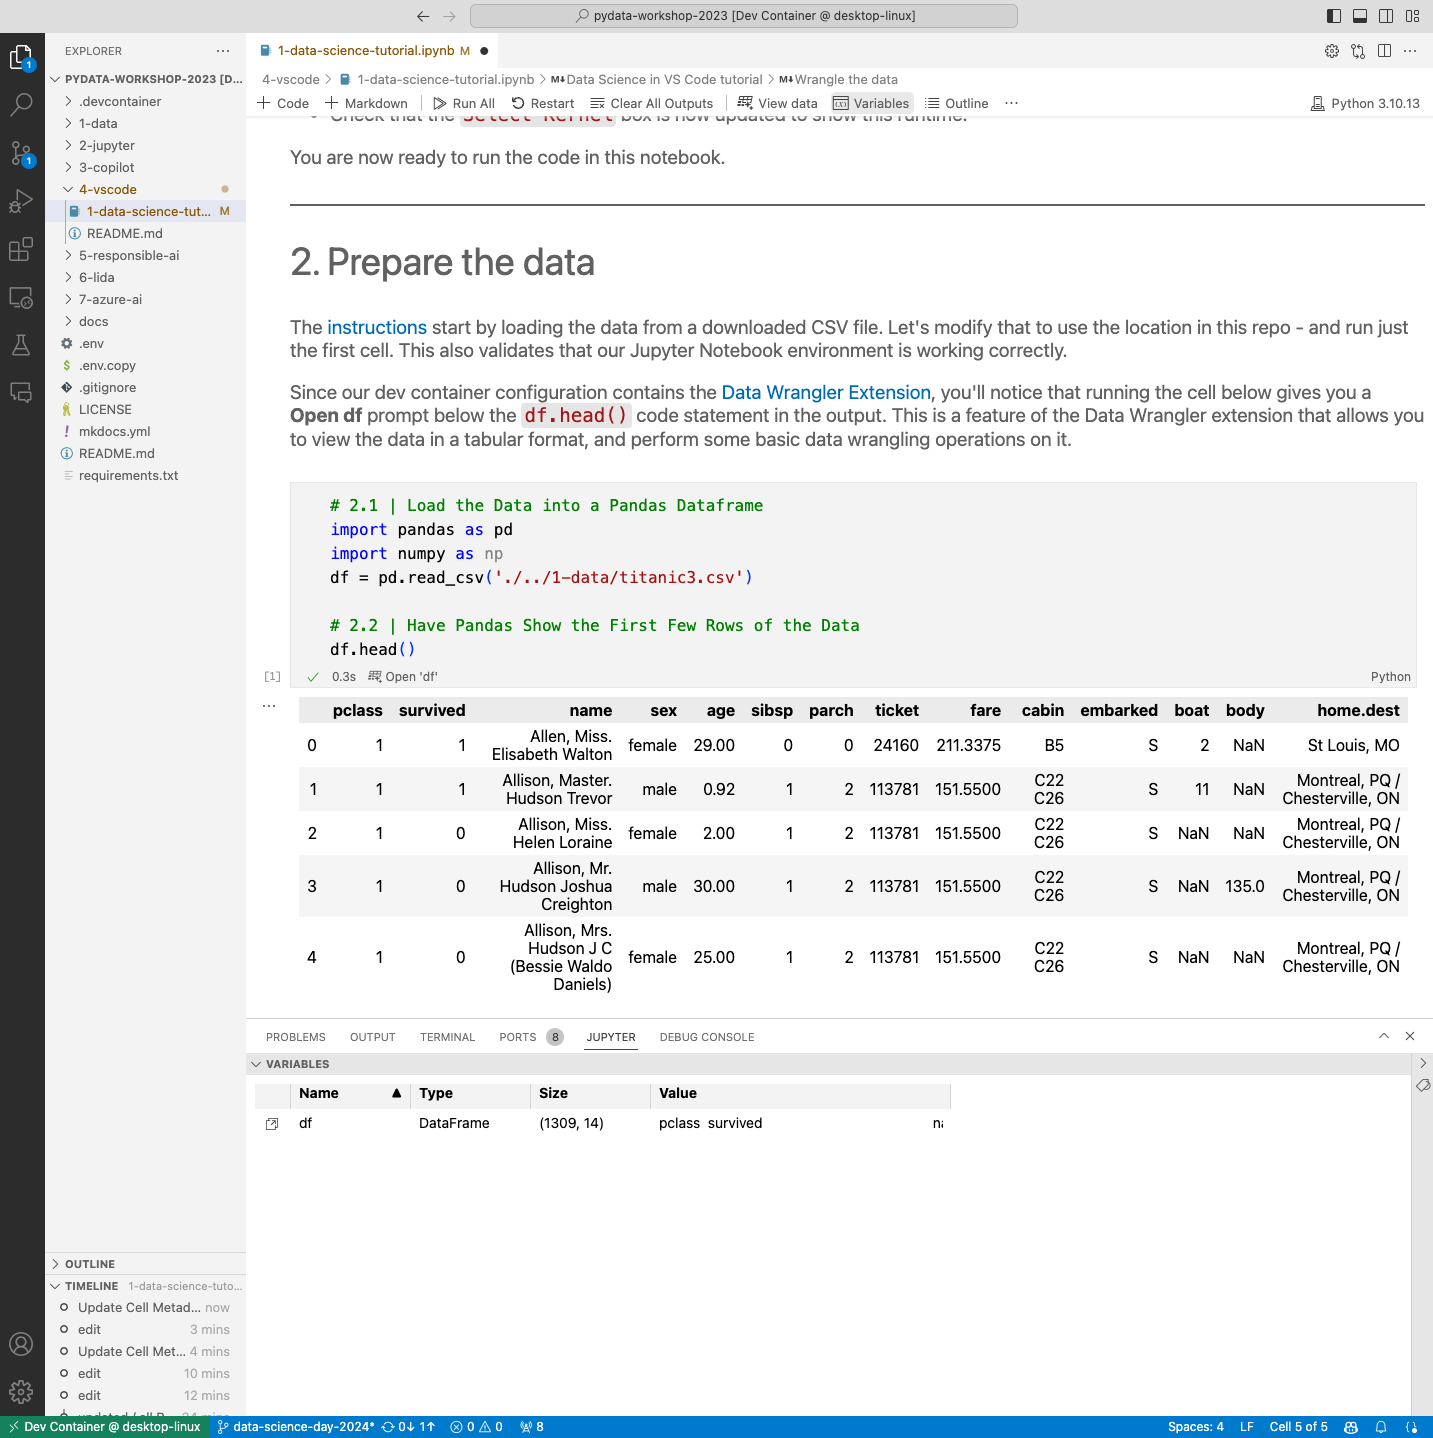 pydata-workshop-2023 [Dev Container @ desktop-linux]
EXPLORER
PYDATA-WORKSHOP-2023 [D...
.devcontainer
1-data
2-jupyter
3-copilot
4-vscode
1-data-science-tut... M
README.md
5-responsible-ai
6-lida
7-azure-ai
docs
.env
$ .env.copy
.gitignore
LICENSE
! mkdocs.yml
README.md
requirements.txt
OUTLINE
TIMELINE 1-data-science-tuto...
Update Cell Metad... now
edit 3 mins
Update Cell Met... 4 mins
edit 10 mins
edit 12 mins
1
1
1-data-science-tutorial.ipynb M
4-vscode > 1-data-science-tutorial.ipynb > M↓Data Science in VS Code tutorial > M↓Wrangle the data
+ Code + Markdown Run All Restart Clear All Outputs View data Variables Outline ... Python 3.10.13
Check that the Select Kernel box is now updated to show this runtime.
You are now ready to run the code in this notebook.
2. Prepare the data
The instructions start by loading the data from a downloaded CSV file. Let's modify that to use the location in this repo - and run just
the first cell. This also validates that our Jupyter Notebook environment is working correctly.
Since our dev container configuration contains the Data Wrangler Extension, you'll notice that running the cell below gives you a
Open df prompt below the df.head() code statement in the output. This is a feature of the Data Wrangler extension that allows you
to view the data in a tabular format, and perform some basic data wrangling operations on it.
# 2.1 | Load the Data into a Pandas Dataframe
import pandas as pd
import numpy as np
df = pd.read_csv('./../1-data/titanic3.csv')
# 2.2 | Have Pandas Show the First Few Rows of the Data
df.head()
[1] 0.3s Open 'df' Python
pclass survived name sex age sibsp parch ticket fare cabin embarked boat body home.dest
0 1 1 Allen, Miss. Elisabeth Walton female 29.00 0 0 24160 211.3375 B5 S 2 NaN St Louis, MO
1 1 1 Allison, Master. Hudson Trevor male 0.92 1 2 113781 151.5500 C22 C26 S 11 NaN Montreal, PQ / Chesterville, ON
2 1 0 Allison, Miss. Helen Loraine female 2.00 1 2 113781 151.5500 C22 C26 S NaN NaN Montreal, PQ / Chesterville, ON
3 1 0 Allison, Mr. Hudson Joshua Creighton male 30.00 1 2 113781 151.5500 C22 C26 S NaN 135.0 Montreal, PQ / Chesterville, ON
4 1 0 Allison, Mrs. Hudson J C (Bessie Waldo Daniels) female 25.00 1 2 113781 151.5500 C22 C26 S NaN NaN Montreal, PQ / Chesterville, ON
PROBLEMS OUTPUT TERMINAL PORTS 8 JUPYTER DEBUG CONSOLE
VARIABLES
Name ▲ Type Size Value
df DataFrame (1309, 14) pclass survived
Dev Container @ desktop-linux data-science-day-2024* 0↓ 1↑ 0 0 8 Spaces: 4 LF Cell 5 of 5